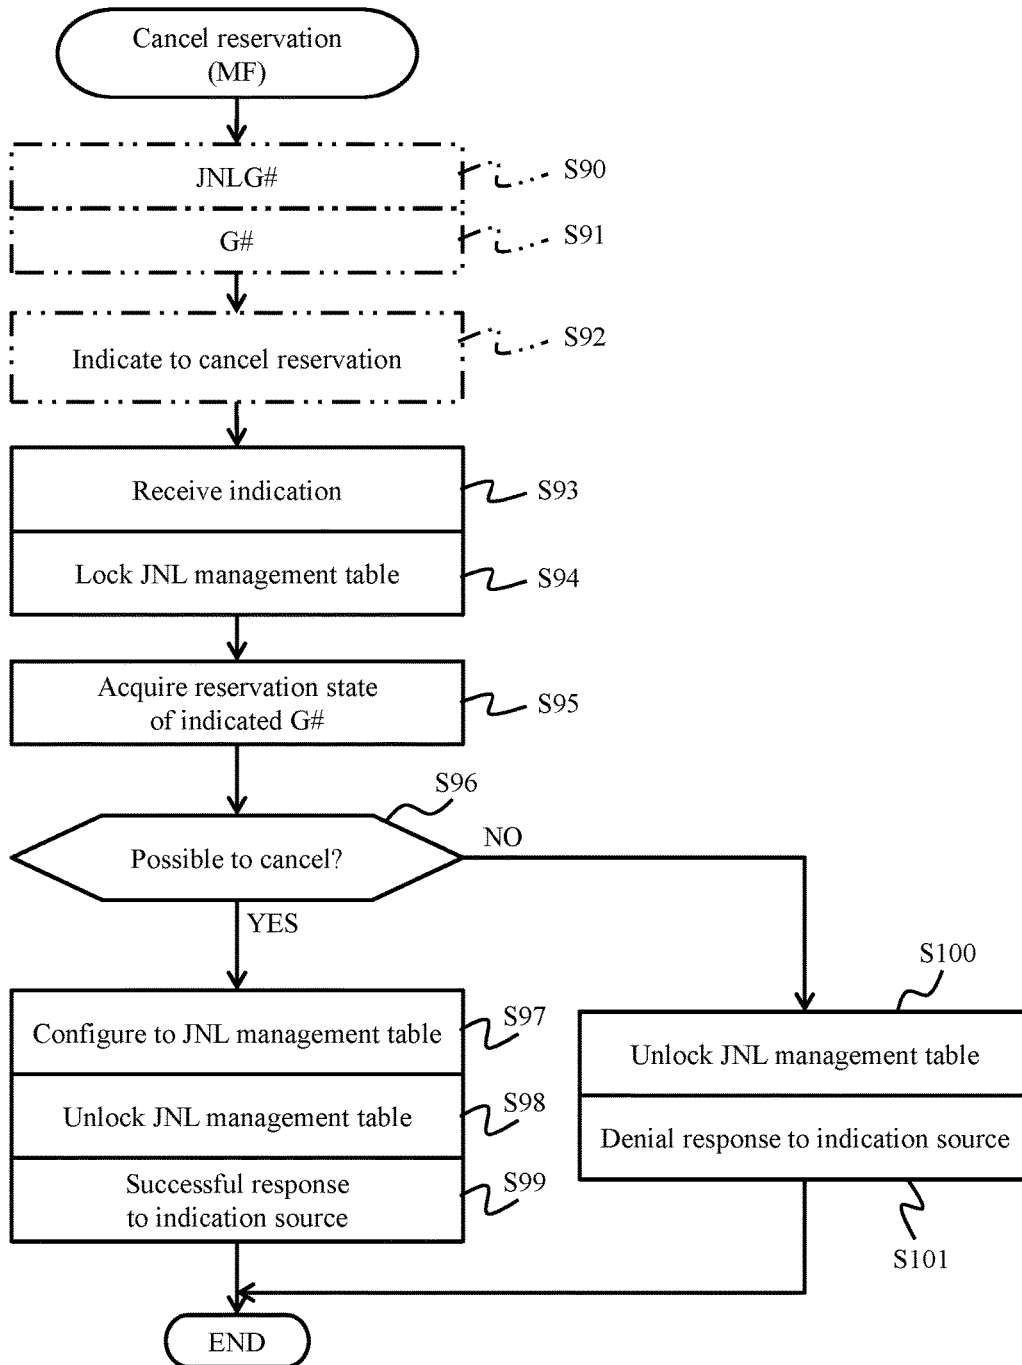 Cancel reservation
(MF)
JNLG#
S90
G#
S91
Indicate to cancel reservation
S92
Receive indication
S93
Lock JNL management table
S94
Acquire reservation state
of indicated G#
S95
S96
Possible to cancel?
NO
YES
Configure to JNL management table
S97
Unlock JNL management table
S98
Successful response
to indication source
S99
S100
Unlock JNL management table
Denial response to indication source
S101
END